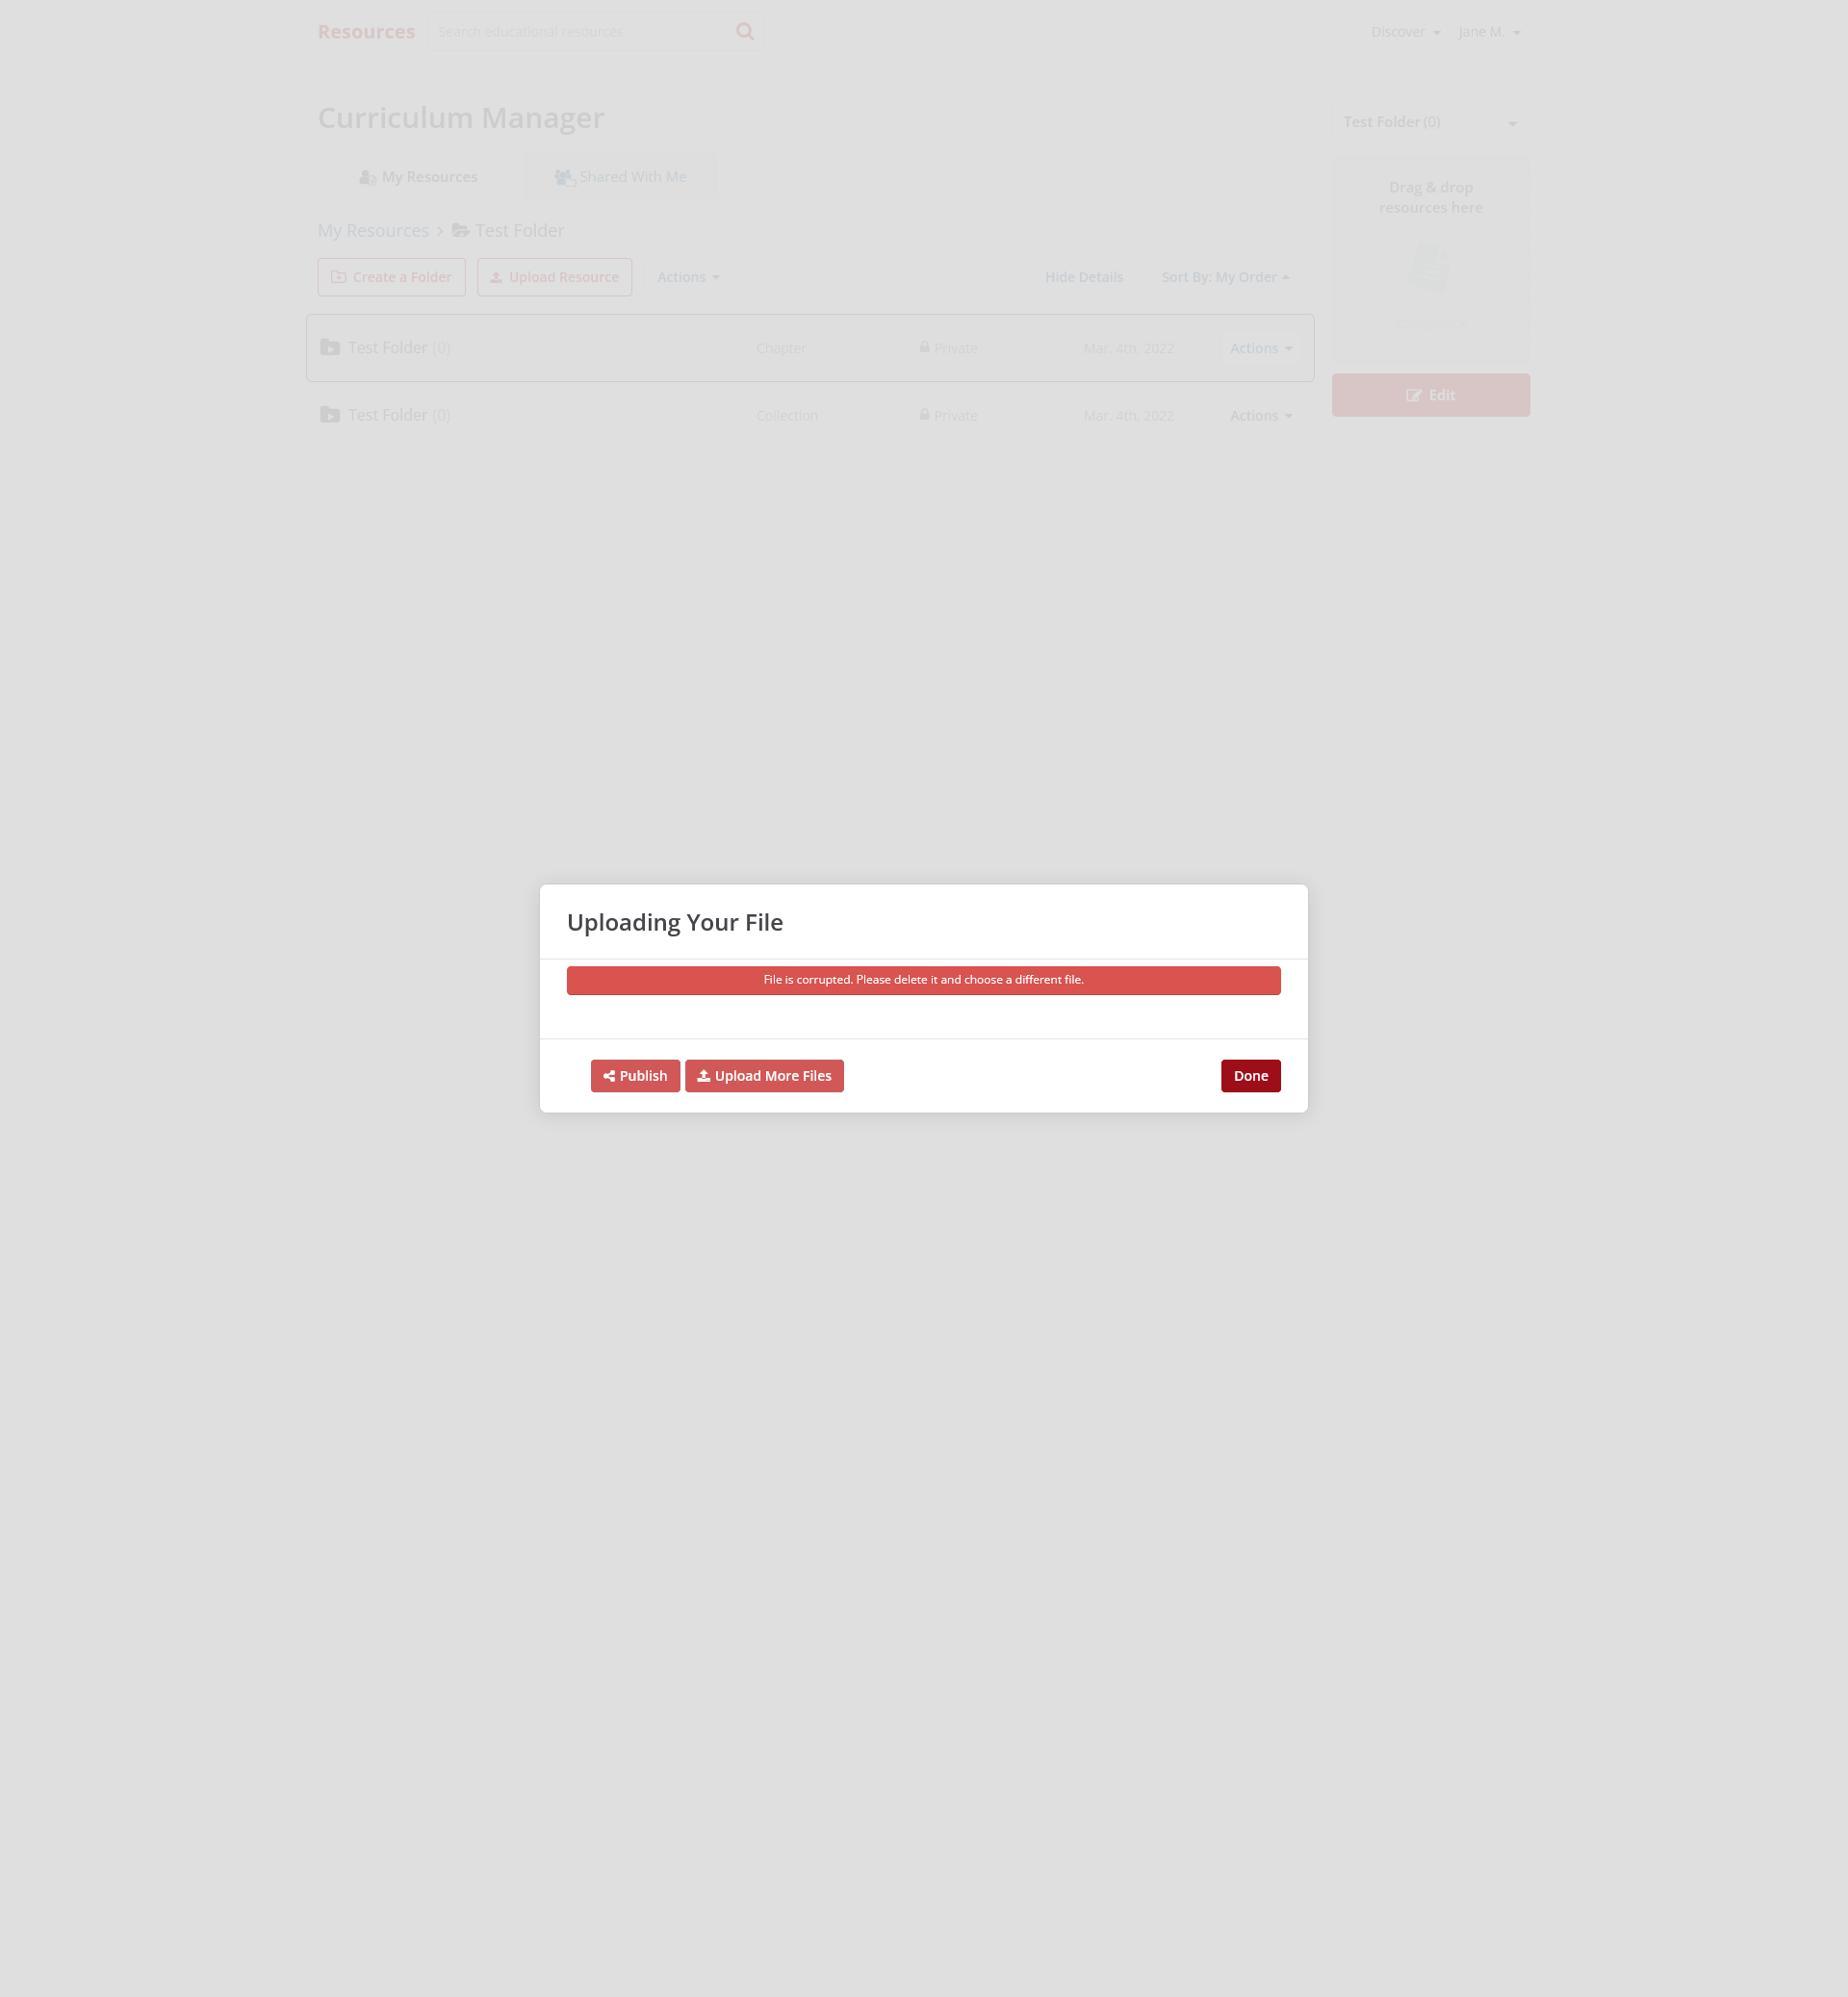 Resources
Search educational resources
Discover
Jane M.
Curriculum Manager
Test Folder (0)
My Resources
Shared With Me
Drag & drop
resources here
My Resources > Test Folder
Create a Folder
Upload Resource
Actions
Hide Details
Sort By: My Order
Test Folder (0)
Chapter
Private
Mar. 4th, 2022
Actions
Edit
Test Folder (0)
Collection
Private
Mar. 4th, 2022
Actions
Uploading Your File
File is corrupted. Please delete it and choose a different file.
Publish
Upload More Files
Done